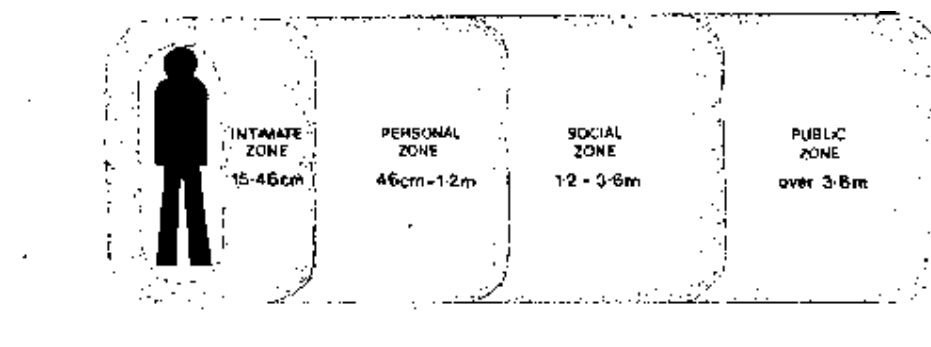 INTIMATE
ZONE
15-46cm
PERSONAL
ZONE
46cm-1·2m
SOCIAL
ZONE
1·2 - 3·6m
PUBLIC
ZONE
over 3·6m